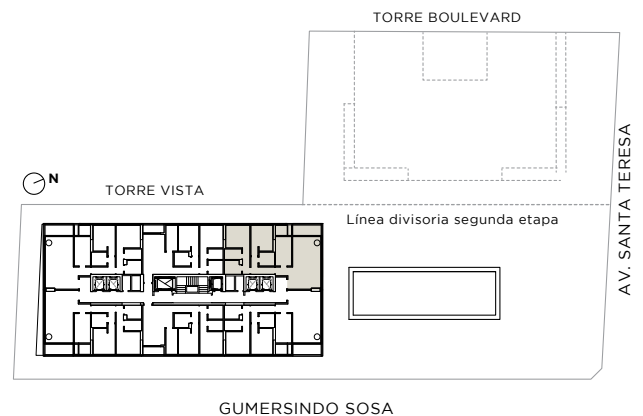 TORRE BOULEVARD
AV. SANTA TERESA
N
TORRE VISTA
Línea divisoria segunda etapa
GUMERSINDO SOSA